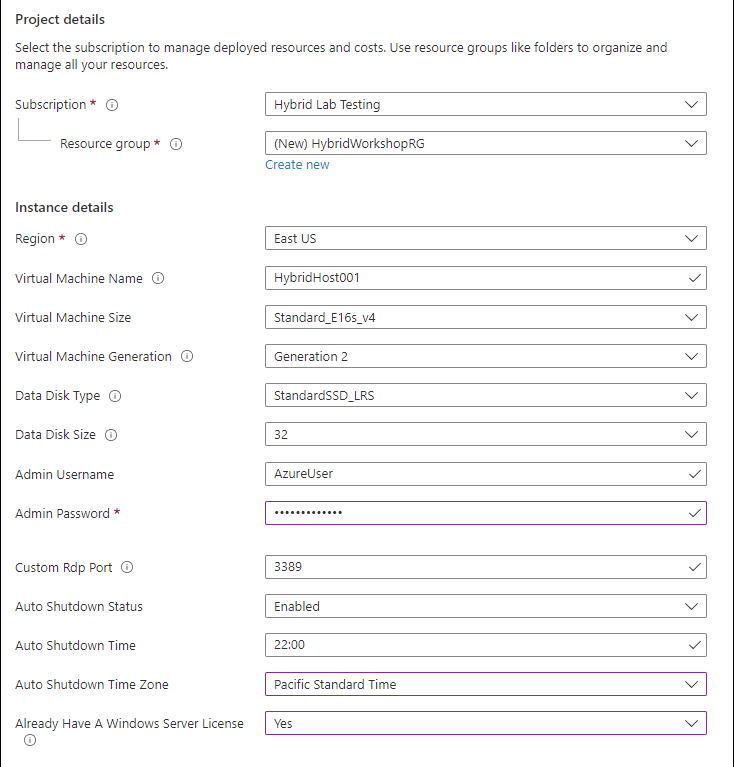 Project details
Select the subscription to manage deployed resources and costs. Use resource groups like folders to organize and
manage all your resources.
Subscription * Hybrid Lab Testing
Resource group * (New) HybridWorkshopRG
Create new
Instance details
Region * East US
Virtual Machine Name HybridHost001
Virtual Machine Size Standard_E16s_v4
Virtual Machine Generation Generation 2
Data Disk Type StandardSSD_LRS
Data Disk Size 32
Admin Username AzureUser
Admin Password * •••••••••••••
Custom Rdp Port 3389
Auto Shutdown Status Enabled
Auto Shutdown Time 22:00
Auto Shutdown Time Zone Pacific Standard Time
Already Have A Windows Server License Yes